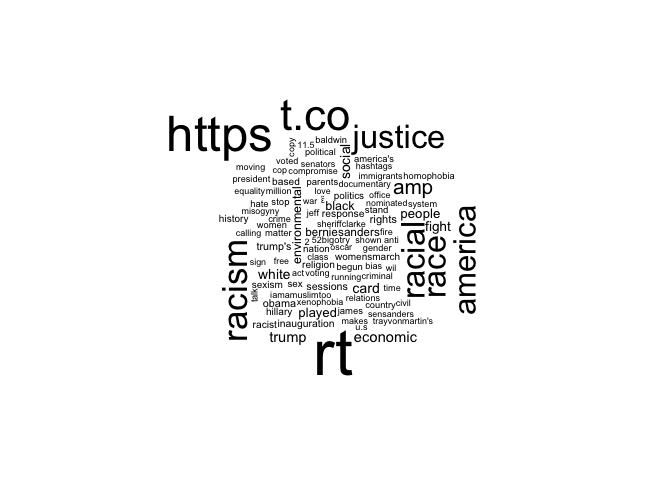 t.co
https
justice
copy
11.5
baldwin
political
social
voted
senators
america's
hashtags
moving
cop
compromise
immigrants
homophobia
president
based
parents
documentary
amp
equality
million
love
politics
office
hate
stop
war
black
nominated
system
misogyny
jeff
response
stand
people
history
crime
rights
women
sheriffclarke
fight
calling
matter
environmental
berniesanders
fire
racial
race
america
2
52
bigotry
shown
anti
trump's
nation
oscar
gender
class
womensmarch
sign
free
religion
begun
bias
wil
white
act
voting
running
criminal
racism
sexism
sex
sessions
card
time
talk
iamamuslimtoo
relations
obama
xenophobia
country
civil
hillary
played
james
sensanders
racist
inauguration
makes
trayvonmartin's
u.s
trump
rt
economic